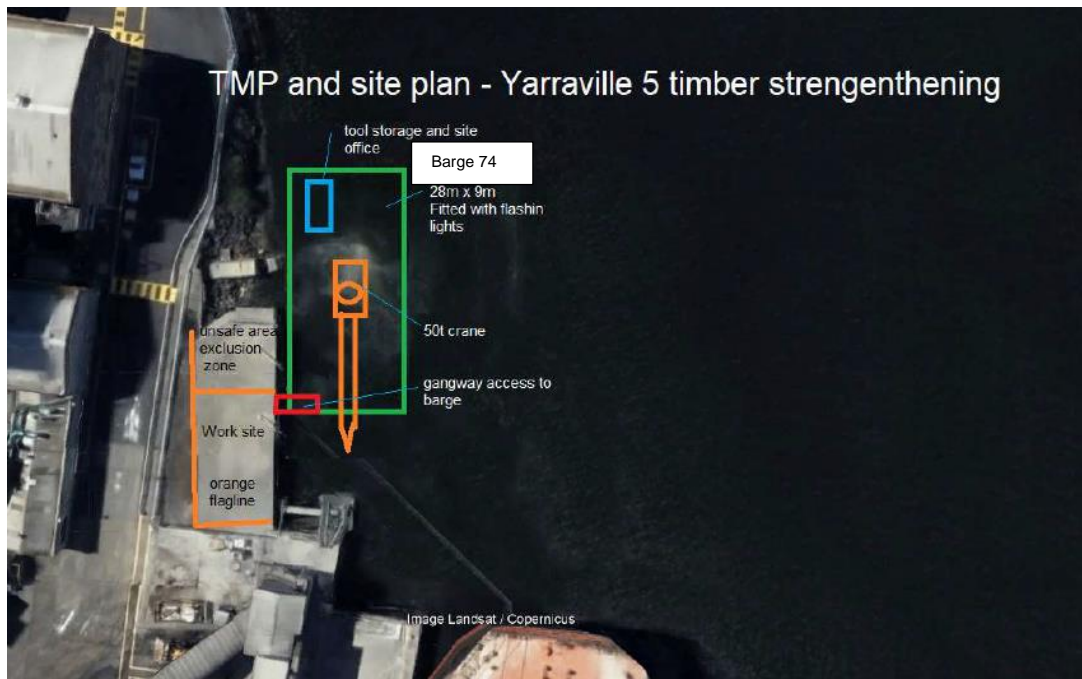 TMP and site plan - Yarraville 5 timber strengenthening
tool storage and site
office
Barge 74
28m x 9m
Fitted with flashin
lights
50t crane
unsafe area
exclusion
zone
gangway access to
barge
Work site
orange
flagline
Image Landsat / Copernicus